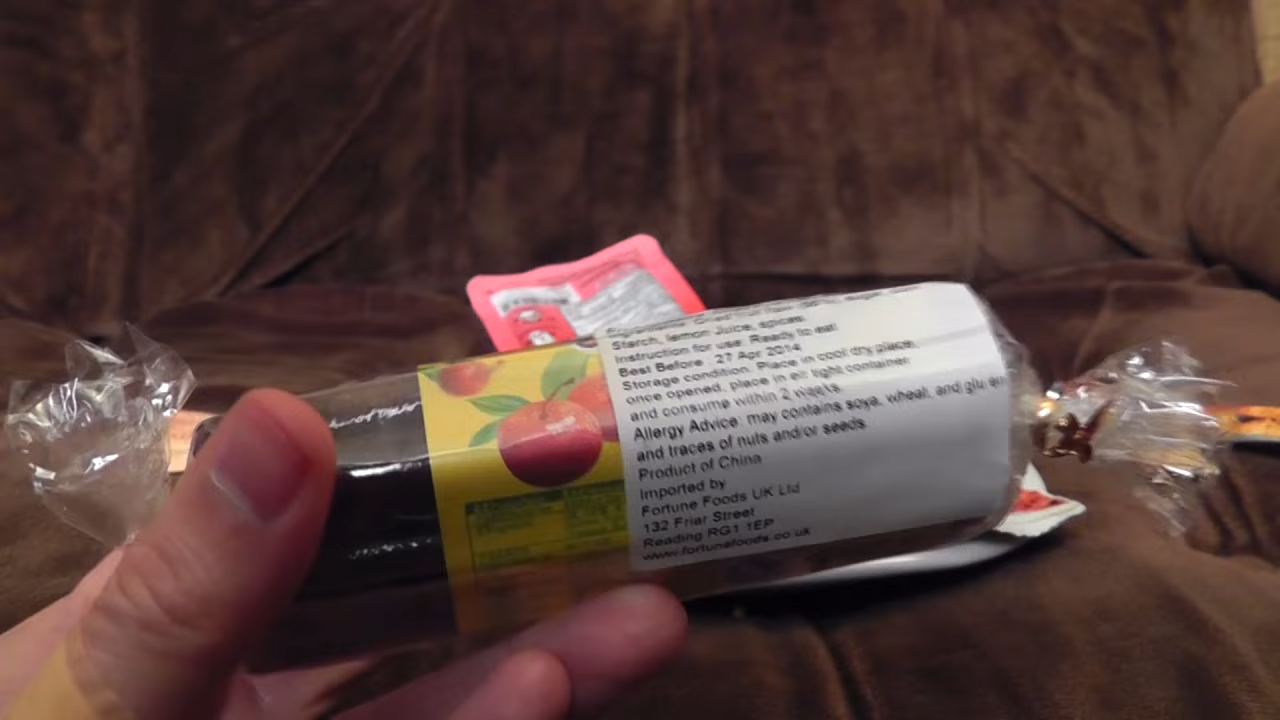 Starch, lemon Juice, spices
Instruction for use: Ready to eat
Best Before: 27 Apr 2014
Storage condition: Place in cool dry place,
once opened, place in air tight container
and consume within 2 weeks
Allergy Advice: may contains soya, wheat, and
and traces of nuts and/or seeds.
Product of China
Imported by
Fortune Foods UK Ltd
132 Friar Street
Reading RG1 1EP
www.fortunefoods.co.uk